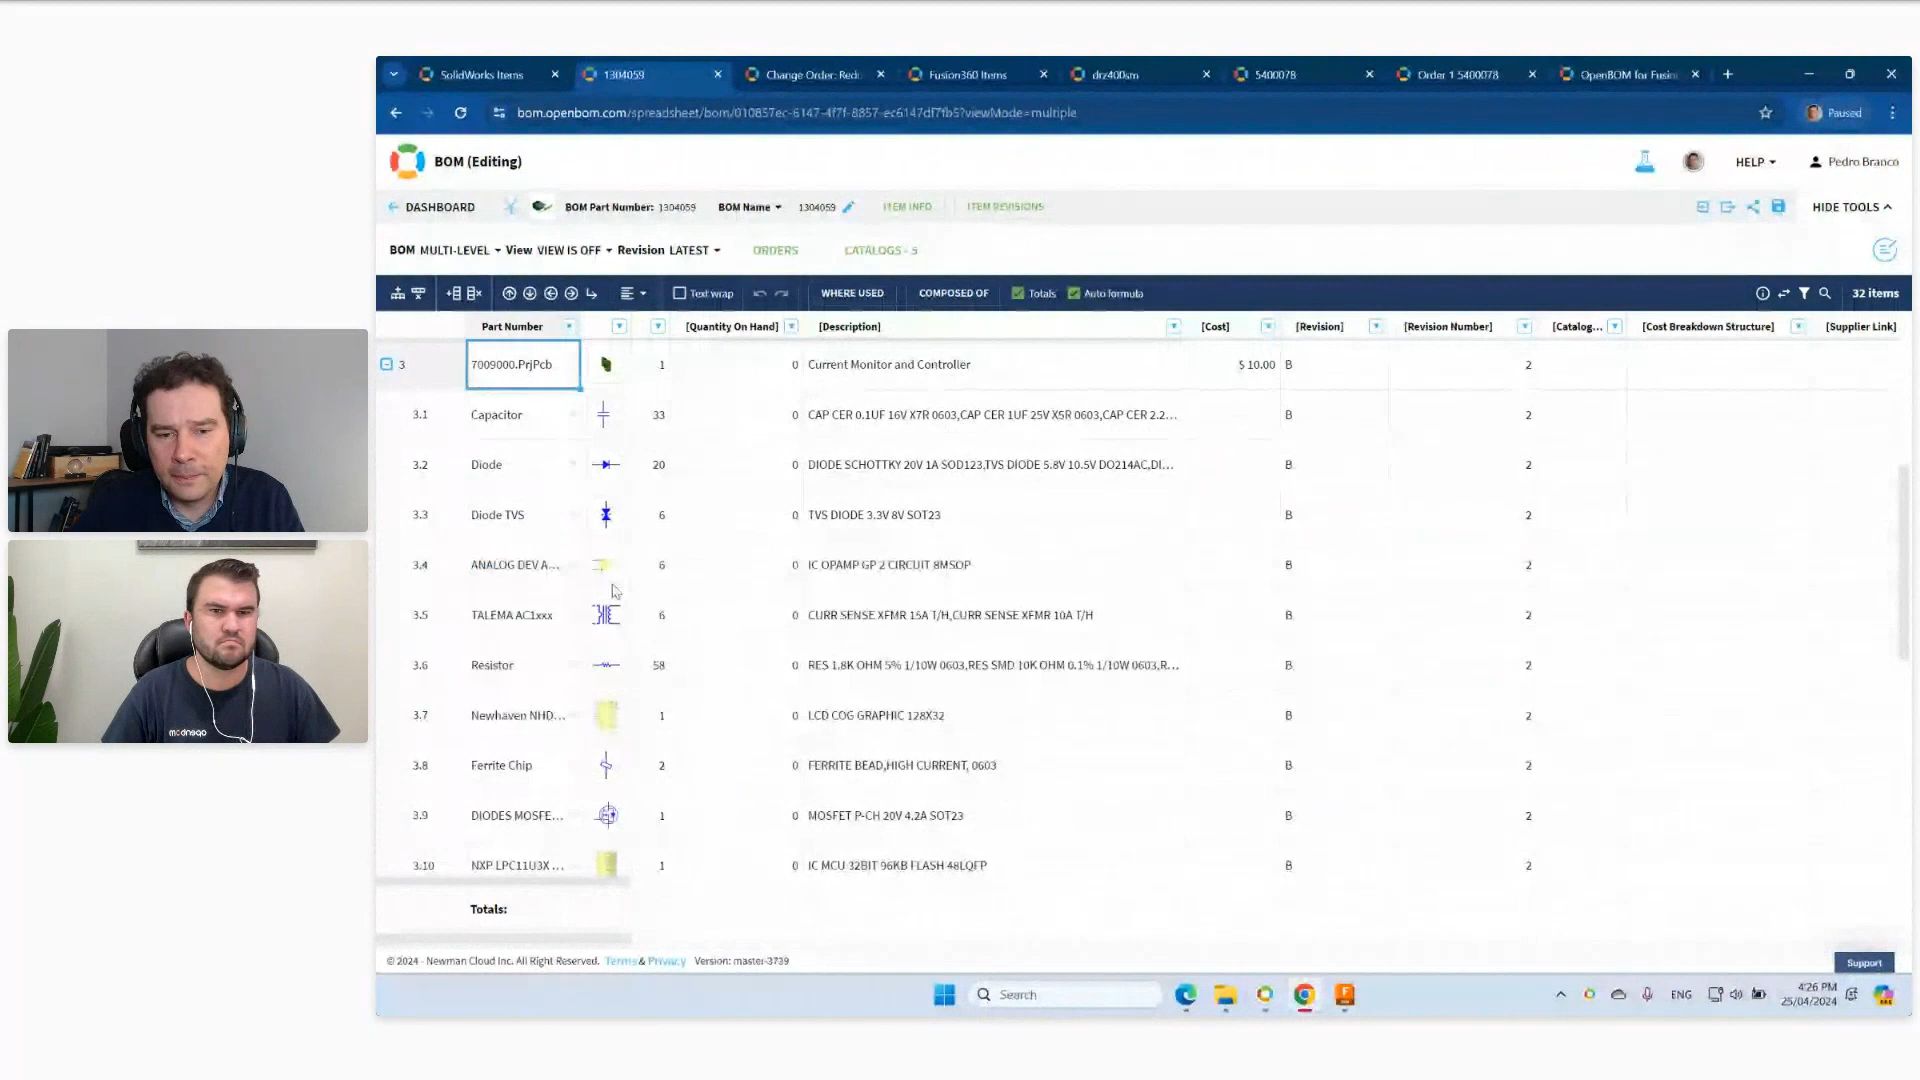 SolidWorks Items
1304059
Change Order: Red
Fusion360 Items
drz400sm
5400078
Order 1 5400078
OpenBOM for Fusi
bom.openbom.com/spreadsheet/bom/010857ec-6147-4f7f-8857-ec6147df7fb5?viewMode=multiple
Paused
BOM (Editing)
HELP
Pedro Branco
DASHBOARD
BOM Part Number: 1304059
BOM Name
1304059
ITEM INFO
ITEM REVISIONS
HIDE TOOLS
BOM MULTI-LEVEL View VIEW IS OFF Revision LATEST
ORDERS
CATALOGS - 5
Text wrap
WHERE USED
COMPOSED OF
Totals
Auto formula
32 items
Part Number [Quantity On Hand] [Description] [Cost] [Revision] [Revision Number] [Catalog... [Cost Breakdown Structure] [Supplier Link]
3 7009000.PrjPcb 1 0 Current Monitor and Controller $ 10.00 B 2
3.1 Capacitor 33 0 CAP CER 0.1UF 16V X7R 0603,CAP CER 1UF 25V X5R 0603,CAP CER 2.2... B 2
3.2 Diode 20 0 DIODE SCHOTTKY 20V 1A SOD123,TVS DIODE 5.8V 10.5V DO214AC,DI... B 2
3.3 Diode TVS 6 0 TVS DIODE 3.3V 8V SOT23 B 2
3.4 ANALOG DEV A... 6 0 IC OPAMP GP 2 CIRCUIT 8MSOP B 2
3.5 TALEMA AC1xxx 6 0 CURR SENSE XFMR 15A T/H,CURR SENSE XFMR 10A T/H B 2
3.6 Resistor 58 0 RES 1.8K OHM 5% 1/10W 0603,RES SMD 10K OHM 0.1% 1/10W 0603,R... B 2
3.7 Newhaven NHD... 1 0 LCD COG GRAPHIC 128X32 B 2
3.8 Ferrite Chip 2 0 FERRITE BEAD,HIGH CURRENT, 0603 B 2
3.9 DIODES MOSFE... 1 0 MOSFET P-CH 20V 4.2A SOT23 B 2
3.10 NXP LPC11U3X ... 1 0 IC MCU 32BIT 96KB FLASH 48LQFP B 2
Totals:
© 2024 - Newman Cloud Inc. All Right Reserved. Terms & Privacy Version: master-3739
Support
Search
ENG
4:26 PM
25/04/2024